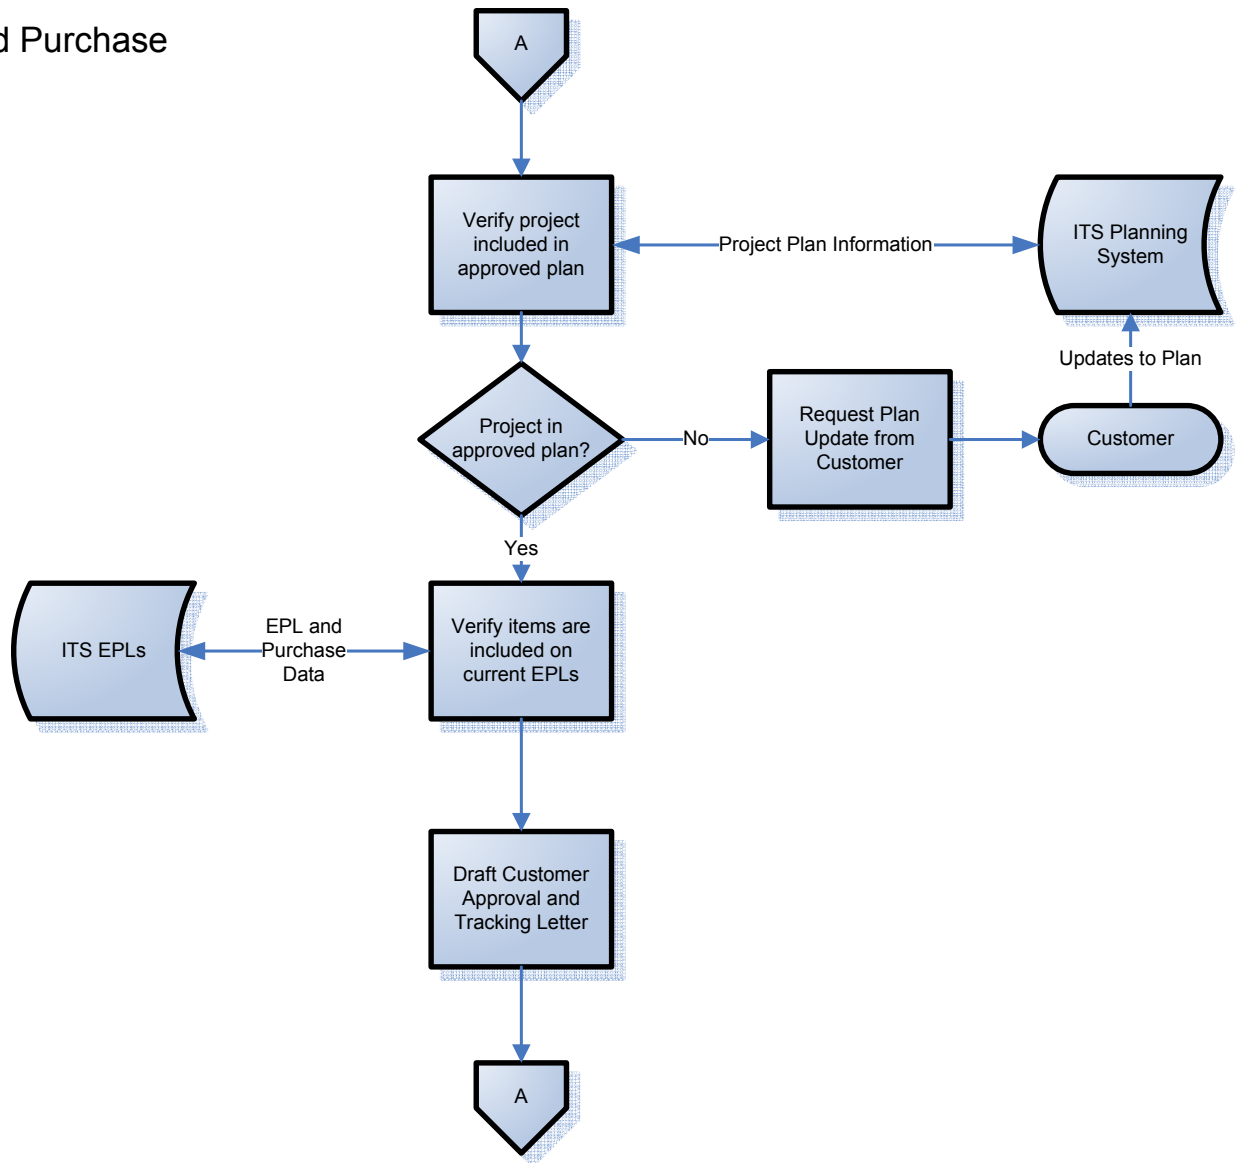 d Purchase
A
Verify project
included in
approved plan
Project Plan Information
ITS Planning
System
Updates to Plan
Project in
approved plan?
No
Request Plan
Update from
Customer
Customer
Yes
ITS EPLs
EPL and
Purchase
Data
Verify items are
included on
current EPLs
Draft Customer
Approval and
Tracking Letter
A